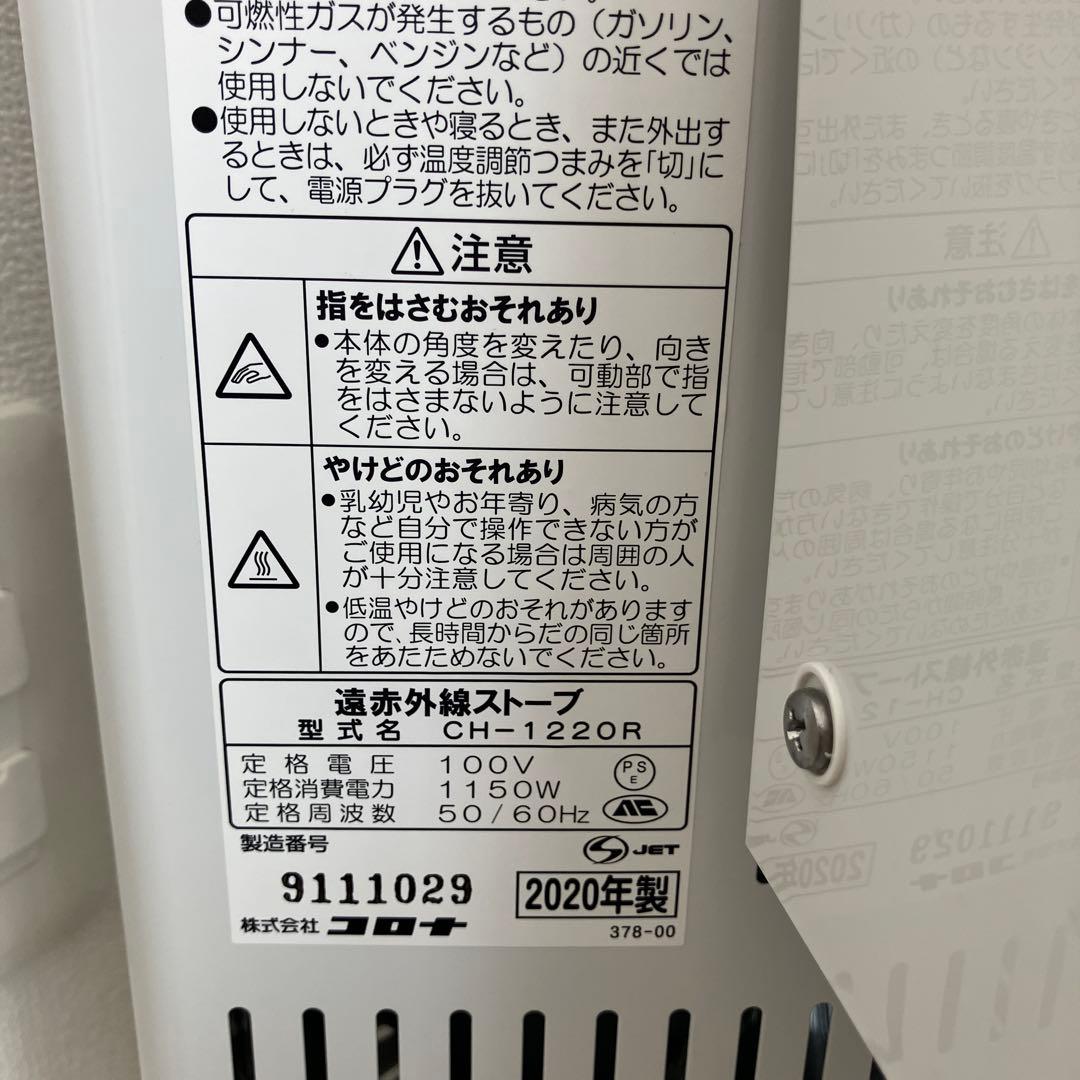 ●可燃性ガスが発生するもの(ガソリン、
シンナー、ベンジンなど)の近くでは
使用しないでください。
●使用しないときや寝るとき、また外出す
るときは、必ず温度調節つまみを「切」に
して、電源プラグを抜いてください。
注意
指をはさむおそれあり
●本体の角度を変えたり、向き
を変える場合は、可動部で指
をはさまないように注意して
ください。
やけどのおそれあり
●乳幼児やお年寄り、病気の方
など自分で操作できない方が
ご使用になる場合は周囲の人
が十分注意してください。
●低温やけどのおそれがあります
ので、長時間からだの同じ箇所
をあたためないでください。
遠赤外線ストーブ
型式名 CH-1220R
定格電圧 100V
定格消費電力 1150W
定格周波数 50/60Hz
PS
E
製造番号
JET
9111029
2020年製
株式会社 コロナ
378-00